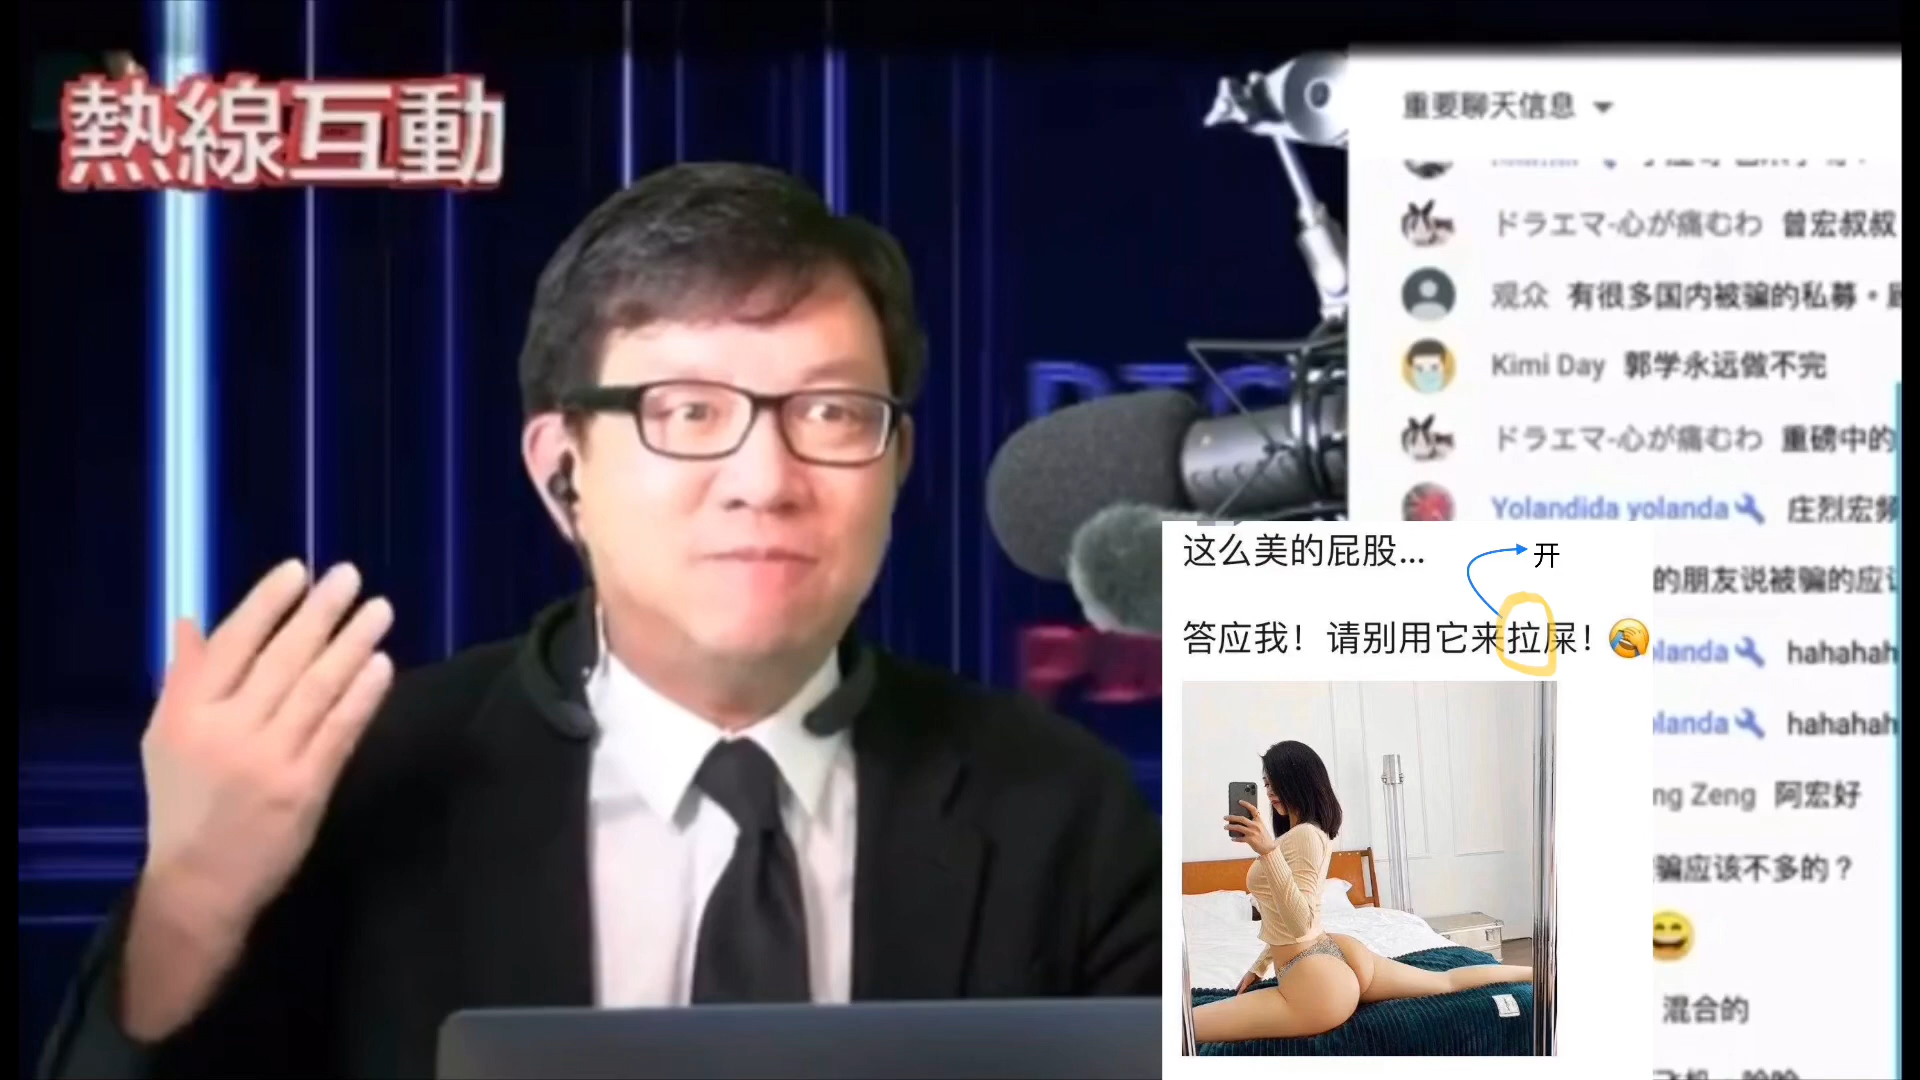 熱線互動
重要聊天信息
ドラエマ-心が痛むわ 曾宏叔叔
观众 有很多国内被骗的私募。
Kimi Day 郭学永远做不完
ドラエマ-心が痛むわ 重磅中的
Yolandida yolanda 庄烈宏频
这么美的屁股...
开
的朋友说被骗的应
答应我！请别用它来拉屎！🤣
landa hahahah
landa hahahah
ng Zeng 阿宏好
骗应该不多的？
😄
混合的